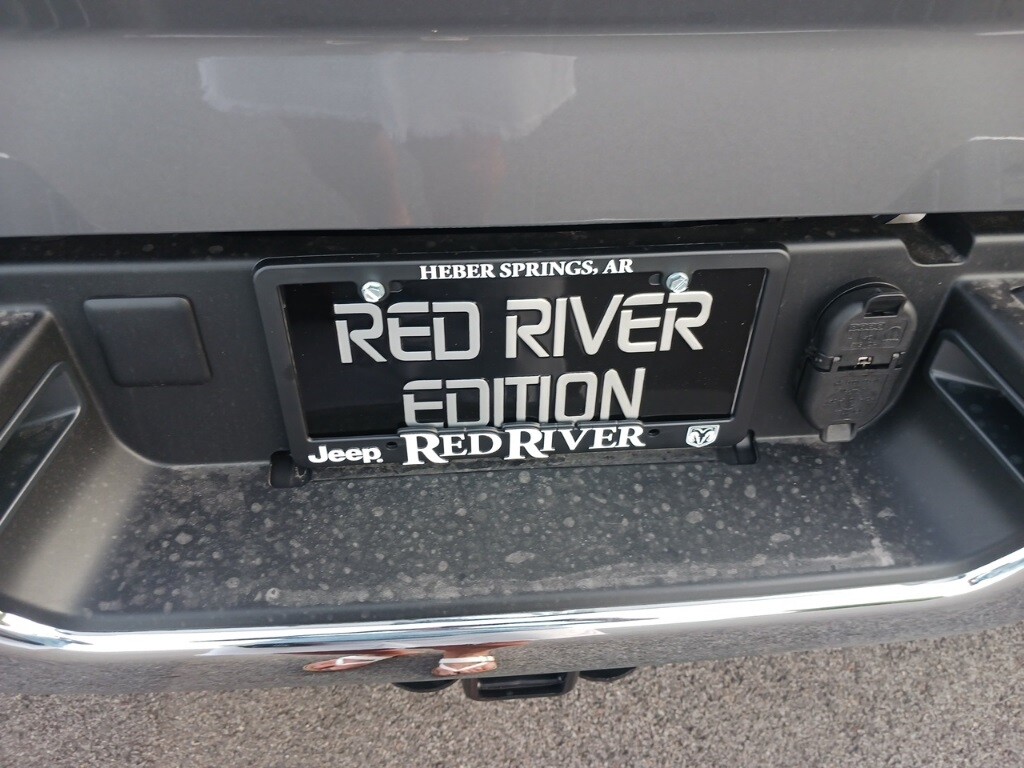 HEBER SPRINGS, AR
RED RIVER
EDITION
Jeep RED RIVER